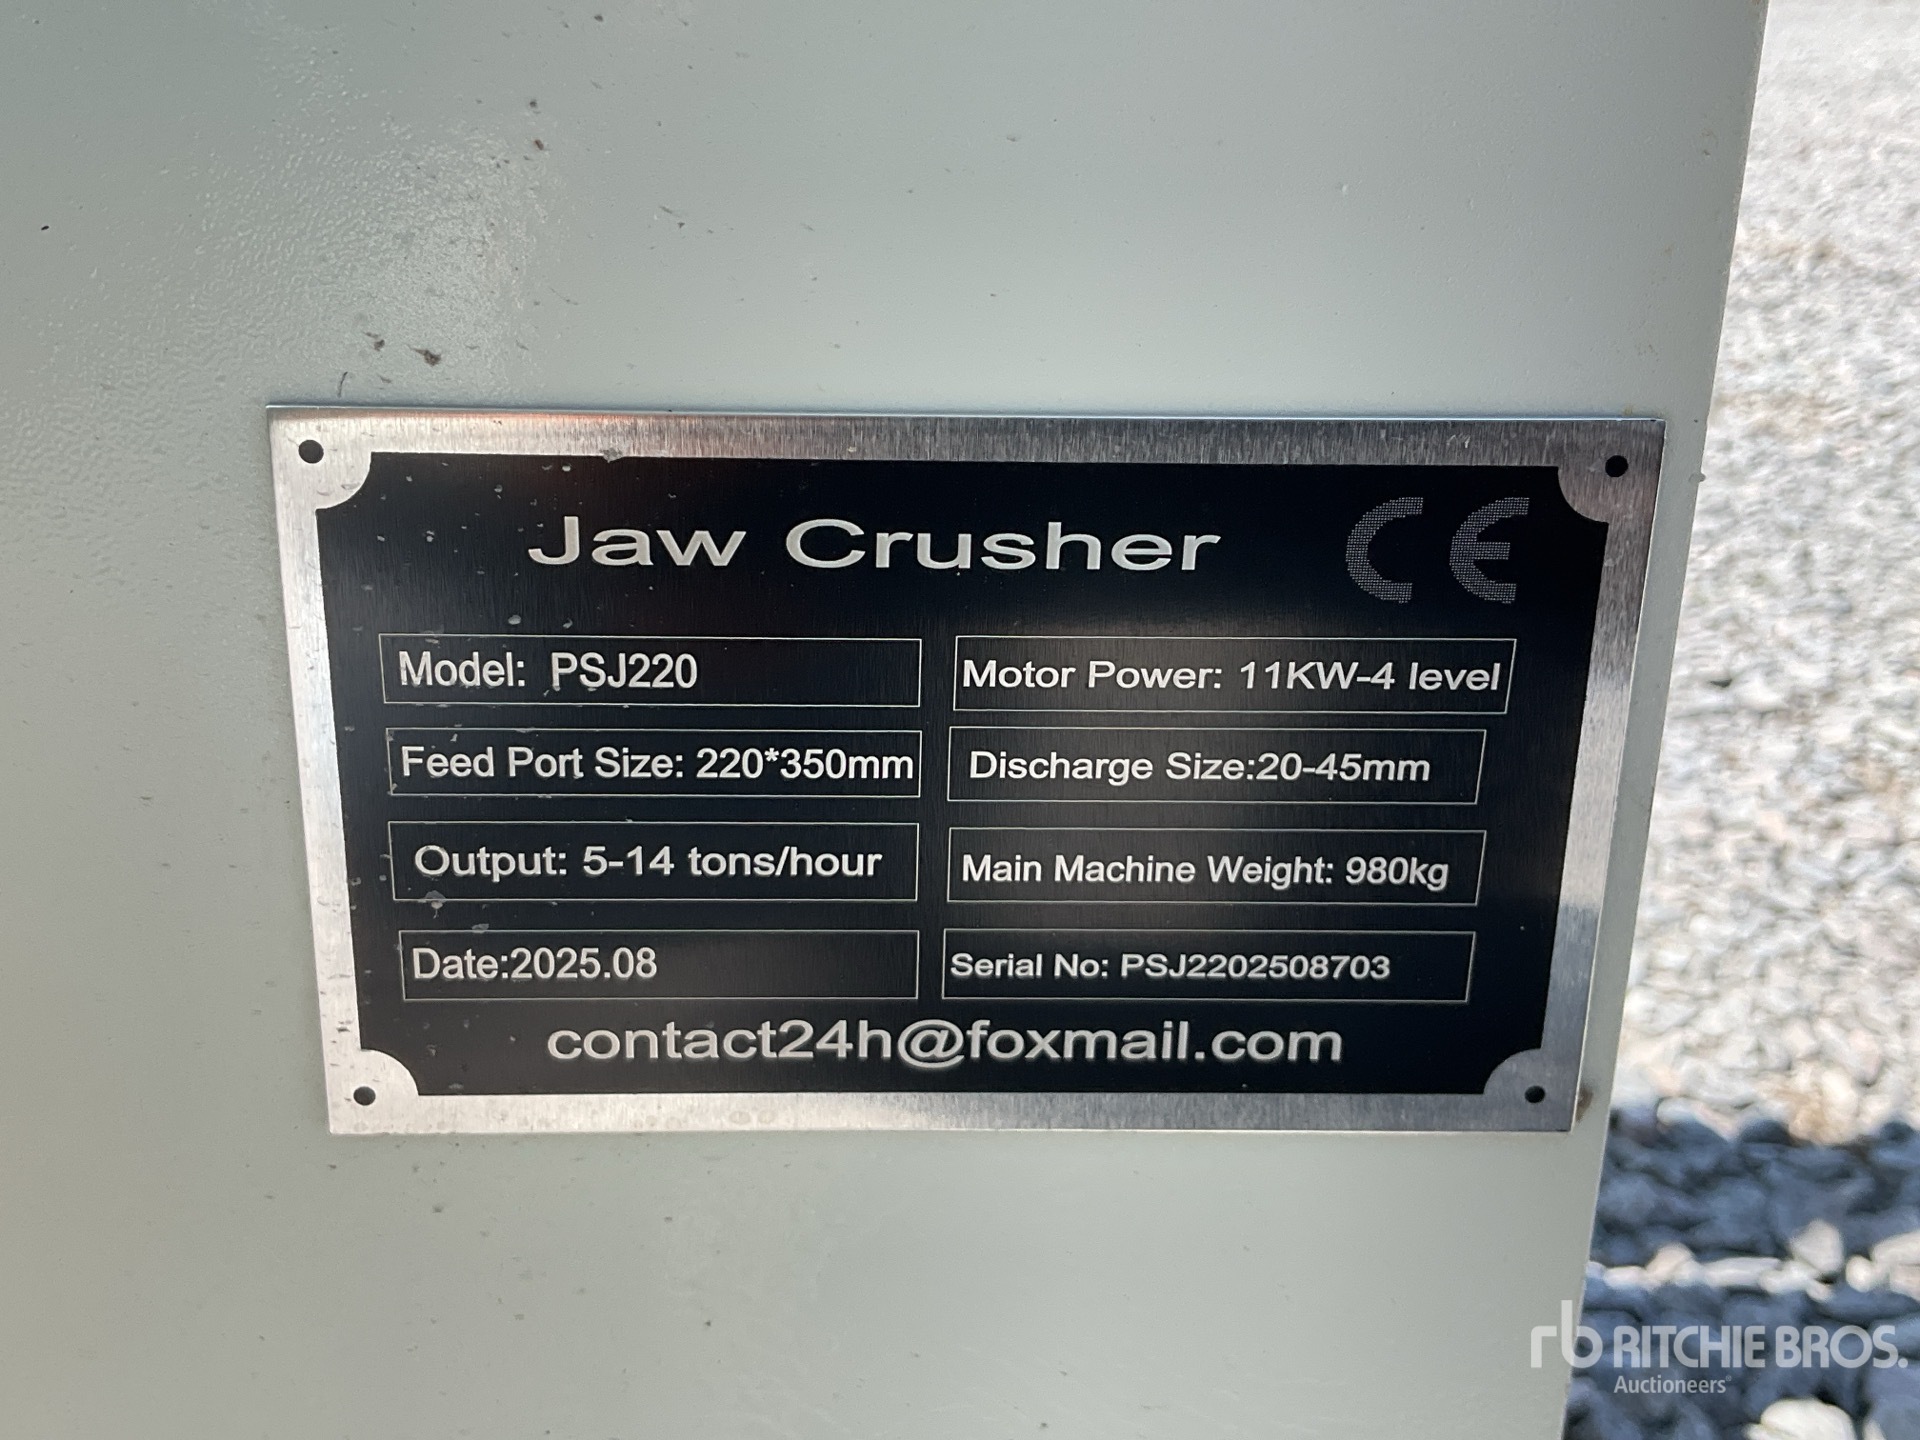 Jaw Crusher CE
Model: PSJ220
Motor Power: 11KW-4 level
Feed Port Size: 220*350mm
Discharge Size:20-45mm
Output: 5-14 tons/hour
Main Machine Weight: 980kg
Date:2025.08
Serial No: PSJ2202508703
contact24h@foxmail.com
rb RITCHIE BROS.
Auctioneers